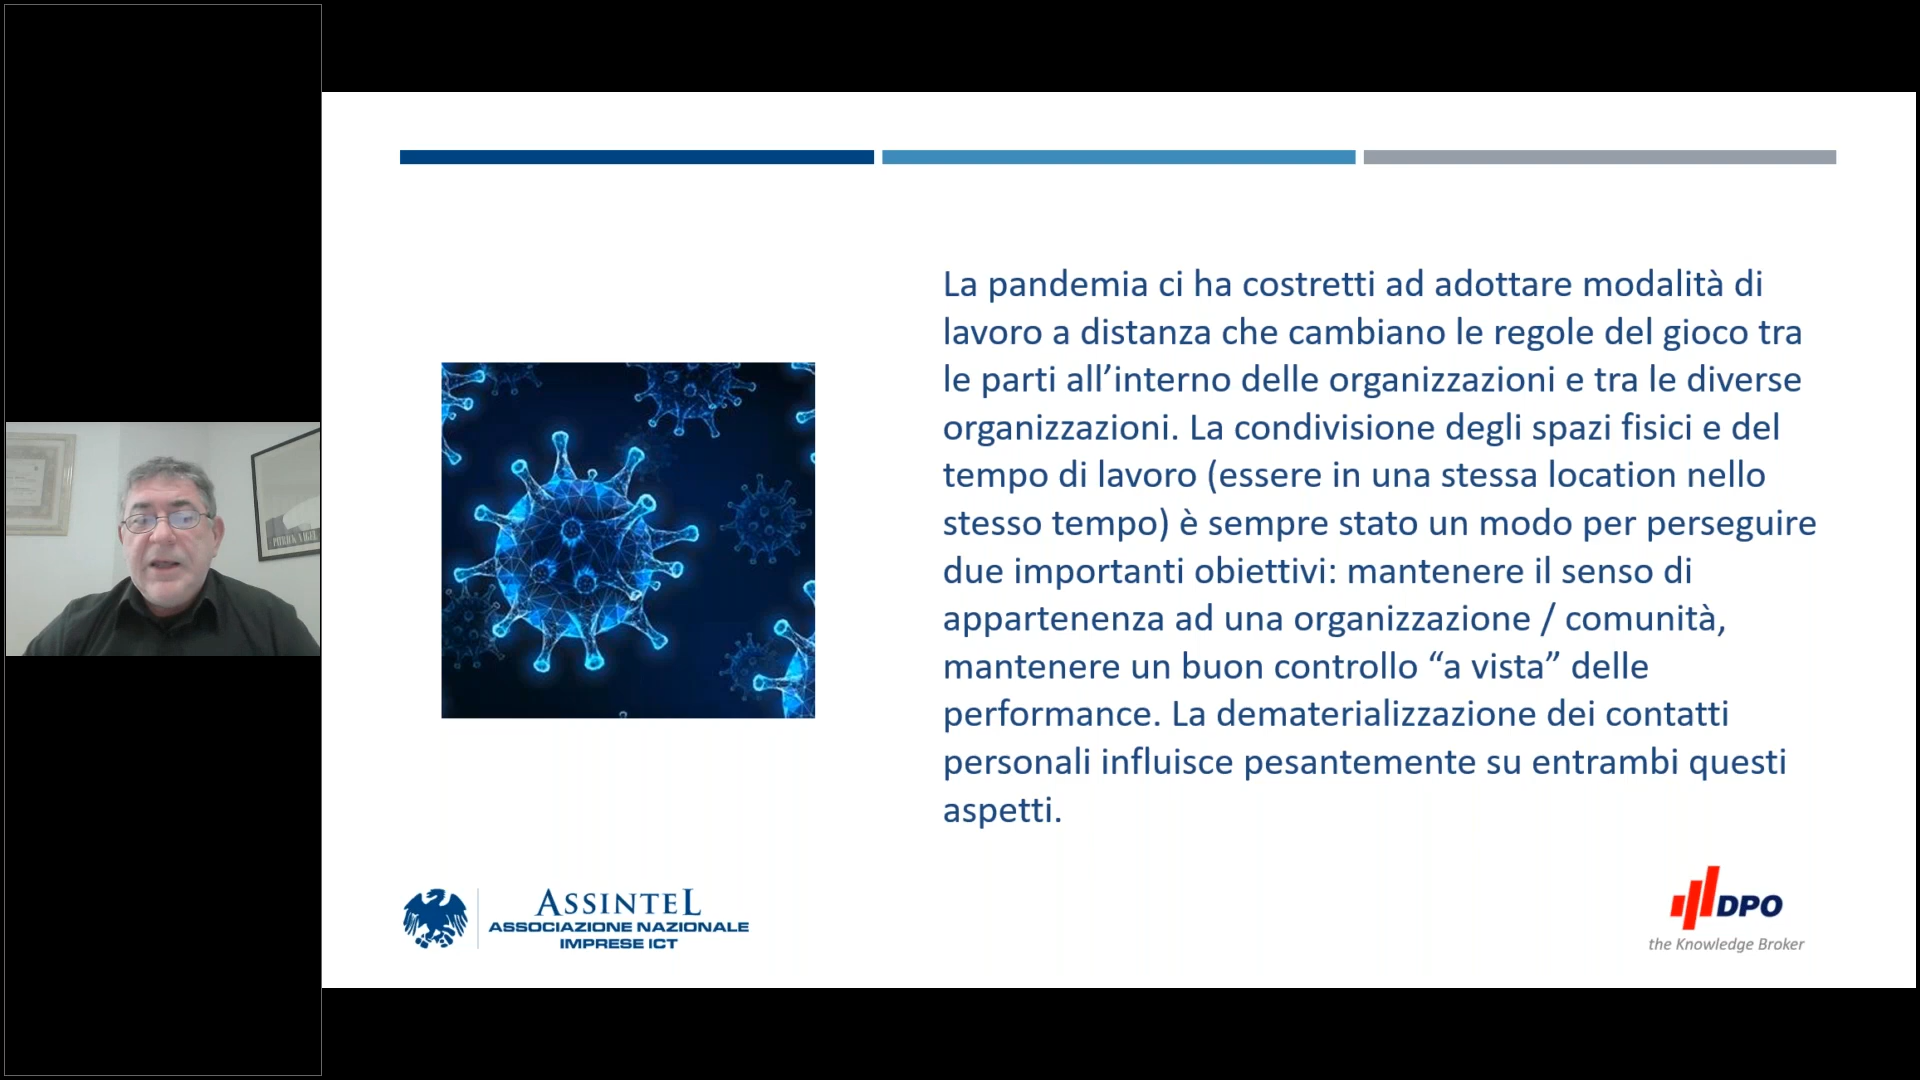 PATRICK NAGEL
La pandemia ci ha costretti ad adottare modalità di
lavoro a distanza che cambiano le regole del gioco tra
le parti all’interno delle organizzazioni e tra le diverse
organizzazioni. La condivisione degli spazi fisici e del
tempo di lavoro (essere in una stessa location nello
stesso tempo) è sempre stato un modo per perseguire
due importanti obiettivi: mantenere il senso di
appartenenza ad una organizzazione / comunità,
mantenere un buon controllo “a vista” delle
performance. La dematerializzazione dei contatti
personali influisce pesantemente su entrambi questi
aspetti.
ASSINTEL
ASSOCIAZIONE NAZIONALE
IMPRESE ICT
DPO
the Knowledge Broker